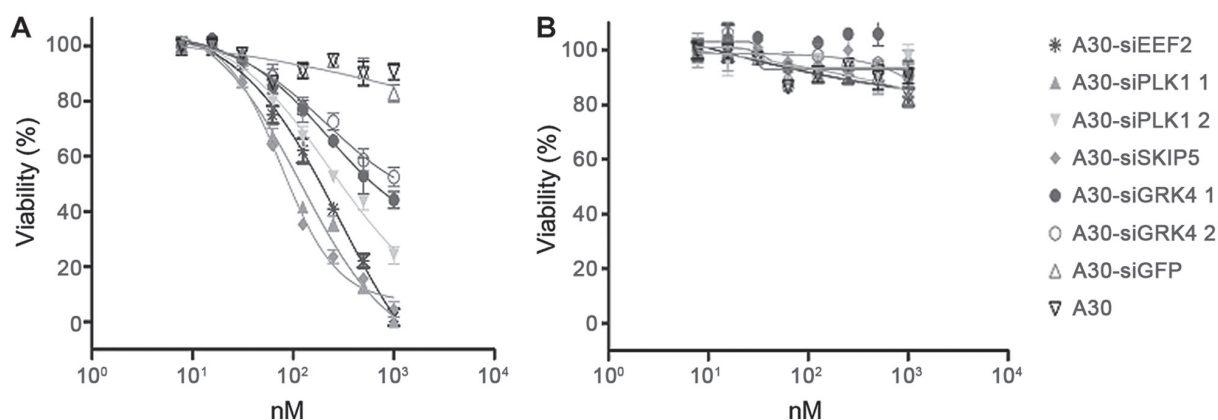 A
Viability (%)
100
80
60
40
20
0
10⁰ 10¹ 10² 10³ 10⁴
nM
B
Viability (%)
100
80
60
40
20
0
10⁰ 10¹ 10² 10³ 10⁴
nM
A30-siEEF2
A30-siPLK1 1
A30-siPLK1 2
A30-siSKIP5
A30-siGRK4 1
A30-siGRK4 2
A30-siGFP
A30